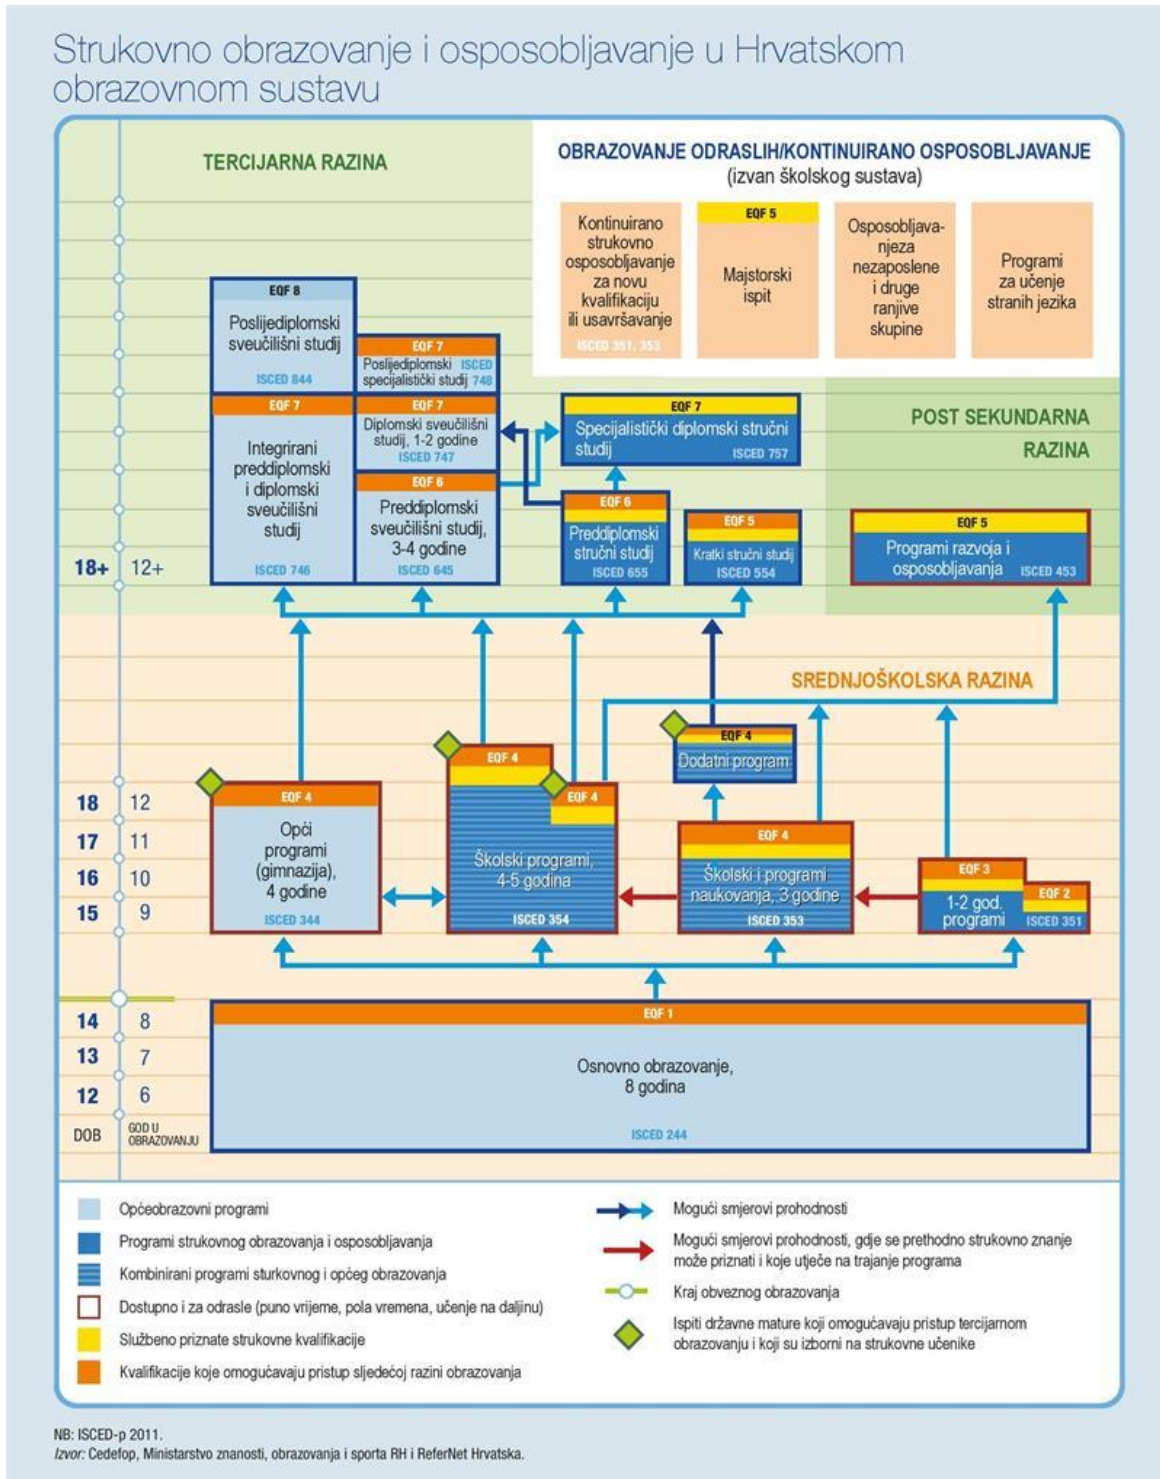 Strukovno obrazovanje i osposobljavanje u Hrvatskom
obrazovnom sustavu
TERCIJARNA RAZINA
OBRAZOVANJE ODRASLIH/KONTINUIRANO OSPOSOBLJAVANJE
(izvan školskog sustava)
Kontinuirano
strukovno
osposobljavanje
za novu
kvalifikaciju
ili usavršavanje
ISCED 351, 353
EQF 5
Majstorski
ispit
Osposobljava-
njeza
nezaposlene
i druge
ranjive
skupine
Programi
za učenje
stranih jezika
EQF 8
Poslijediplomski
sveučilišni studij
ISCED 844
EQF 7
Poslijediplomski ISCED
specijalistički studij 748
EQF 7
Integrirani
preddiplomski
i diplomski
sveučilišni
studij
ISCED 746
EQF 7
Diplomski sveučilišni
studij, 1-2 godine
ISCED 747
EQF 6
Preddiplomski
sveučilišni studij,
3-4 godine
ISCED 645
EQF 7
Specijalistički diplomski stručni
studij ISCED 757
EQF 6
Preddiplomski
stručni studij
ISCED 655
EQF 5
Kratki stručni studij
ISCED 554
POST SEKUNDARNA
RAZINA
EQF 5
Programi razvoja i
osposobljavanja ISCED 453
18+ 12+
SREDNJOŠKOLSKA RAZINA
EQF 4
Dodatni program
EQF 4
Opći
programi
(gimnazija),
4 godine
ISCED 344
EQF 4
EQF 4
Školski programi,
4-5 godina
ISCED 354
EQF 4
Školski i programi
naukovanja, 3 godine
ISCED 353
EQF 3
1-2 god.
programi
EQF 2
ISCED 351
18 12
17 11
16 10
15 9
EQF 1
Osnovno obrazovanje,
8 godina
ISCED 244
14 8
13 7
12 6
DOB
GOD U
OBRAZOVANJU
Općeobrazovni programi
Programi strukovnog obrazovanja i osposobljavanja
Kombinirani programi sturkovnog i općeg obrazovanja
Dostupno i za odrasle (puno vrijeme, pola vremena, učenje na daljinu)
Službeno priznate strukovne kvalifikacije
Kvalifikacije koje omogućavaju pristup sljedećoj razini obrazovanja
Mogući smjerovi prohodnosti
Mogući smjerovi prohodnosti, gdje se prethodno strukovno znanje
može priznati i koje utječe na trajanje programa
Kraj obveznog obrazovanja
Ispiti državne mature koji omogućavaju pristup tercijarnom
obrazovanju i koji su izborni na strukovne učenike
NB: ISCED-p 2011.
Izvor: Cedefop, Ministarstvo znanosti, obrazovanja i sporta RH i ReferNet Hrvatska.